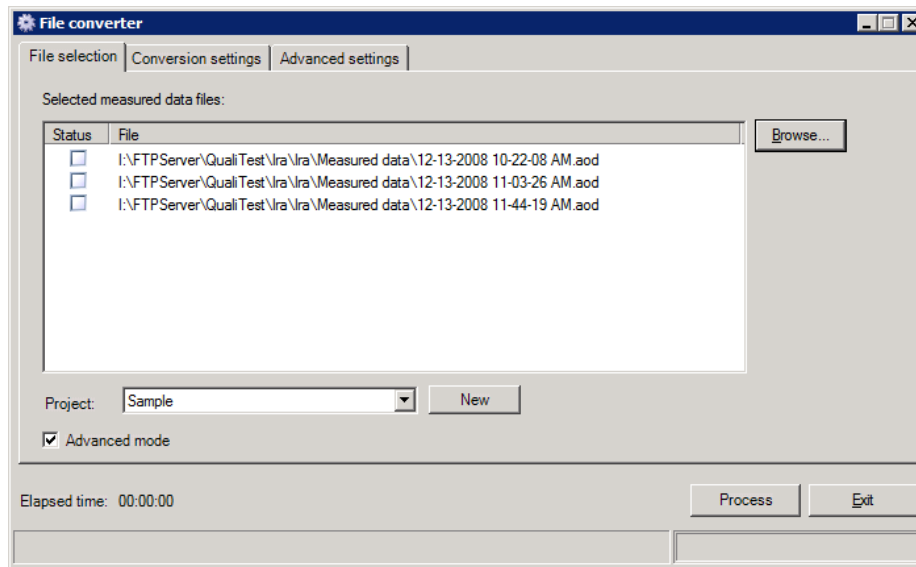 File converter
File selection Conversion settings Advanced settings
Selected measured data files:
Status File
Browse...
I:\FTPServer\QualiTest\Ira\Ira\Measured data\12-13-2008 10-22-08 AM.aod
I:\FTPServer\QualiTest\Ira\Ira\Measured data\12-13-2008 11-03-26 AM.aod
I:\FTPServer\QualiTest\Ira\Ira\Measured data\12-13-2008 11-44-19 AM.aod
Project: Sample New
Advanced mode
Elapsed time: 00:00:00 Process Exit